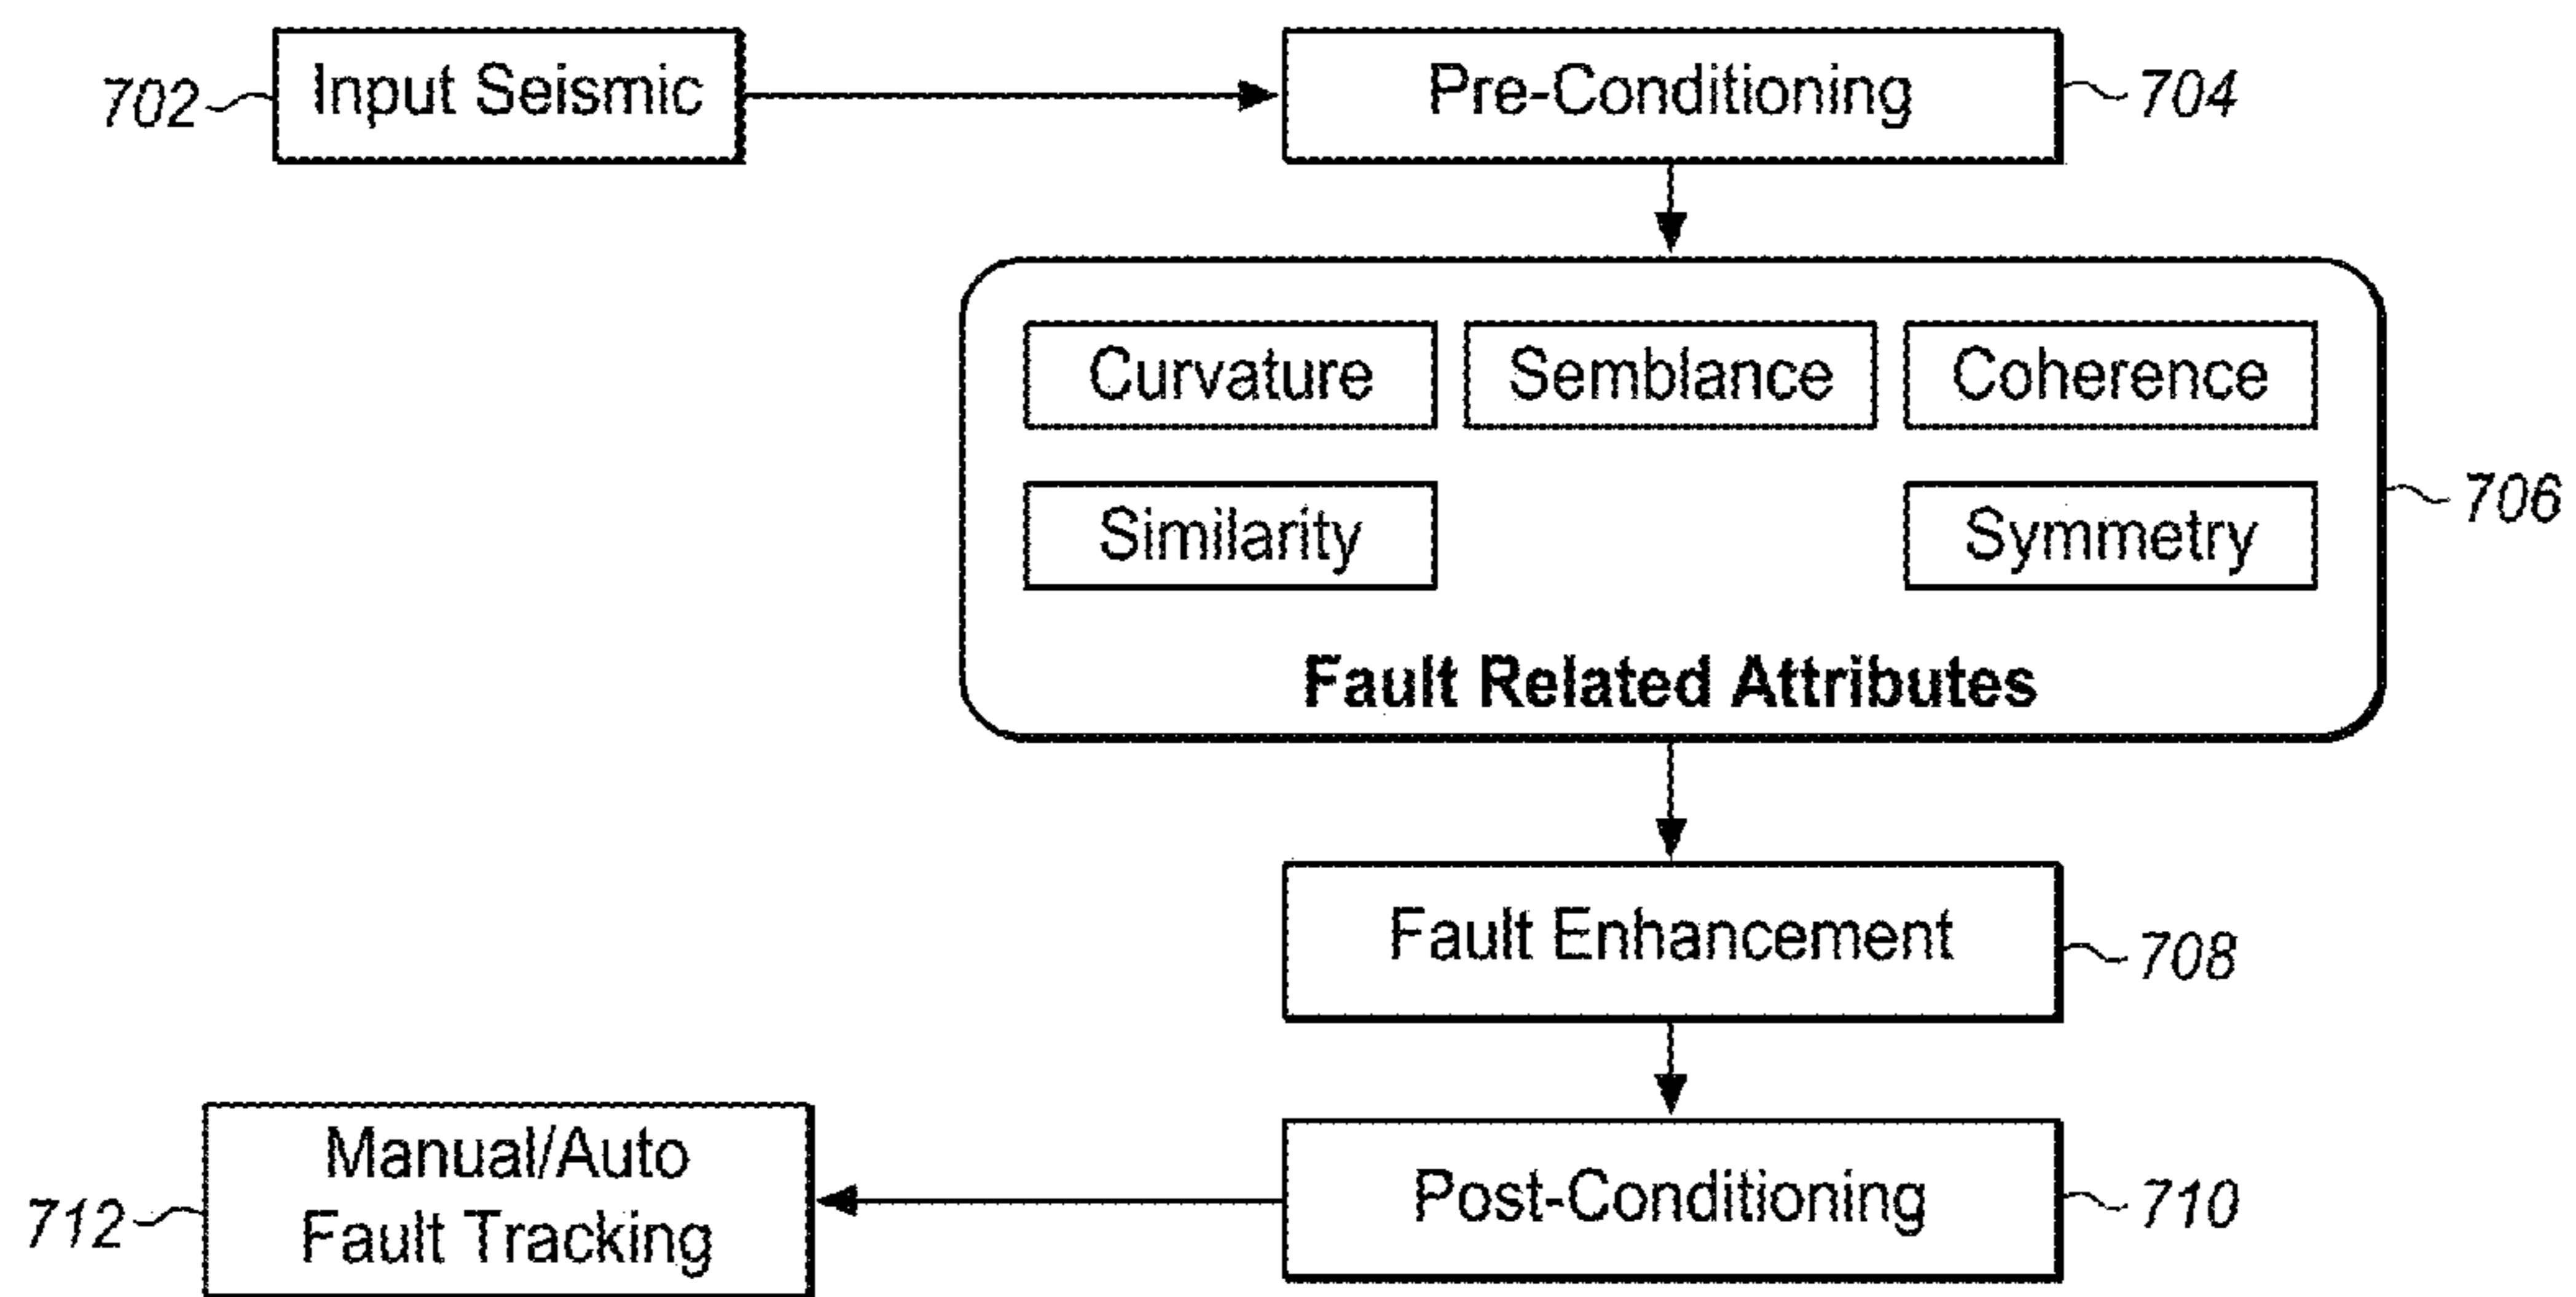 702
Input Seismic
Pre-Conditioning
704
Curvature
Semblance
Coherence
Similarity
Symmetry
706
Fault Related Attributes
Fault Enhancement
708
Post-Conditioning
710
712
Manual/Auto
Fault Tracking